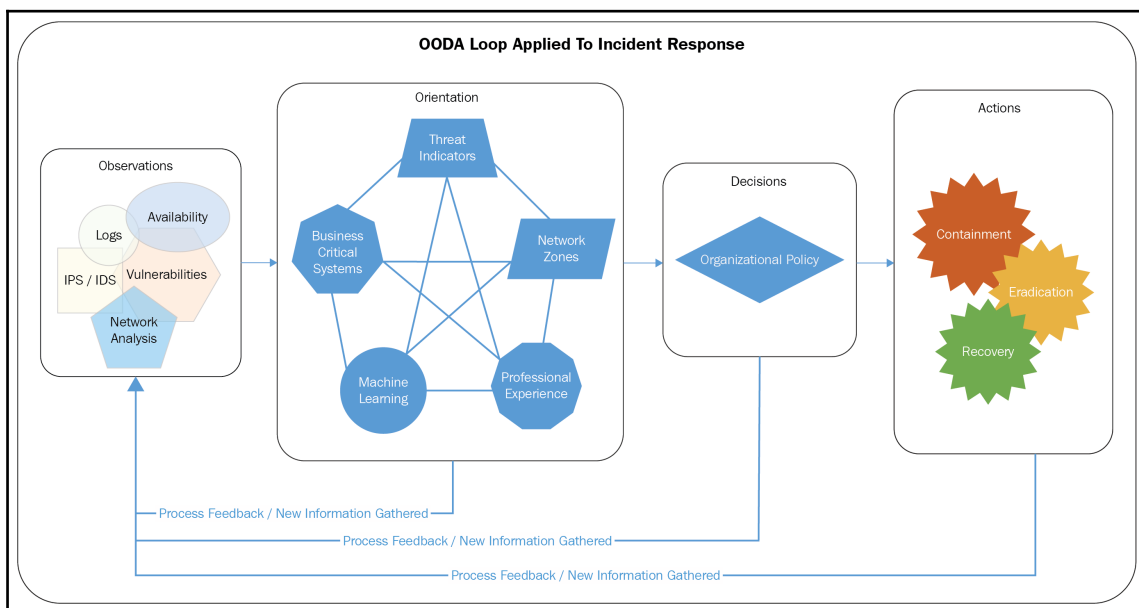 OODA Loop Applied To Incident Response
Observations
Availability
Logs
IPS / IDS
Vulnerabilities
Network
Analysis
Orientation
Threat
Indicators
Business
Critical
Systems
Network
Zones
Machine
Learning
Professional
Experience
Decisions
Organizational Policy
Actions
Containment
Eradication
Recovery
Process Feedback / New Information Gathered
Process Feedback / New Information Gathered
Process Feedback / New Information Gathered